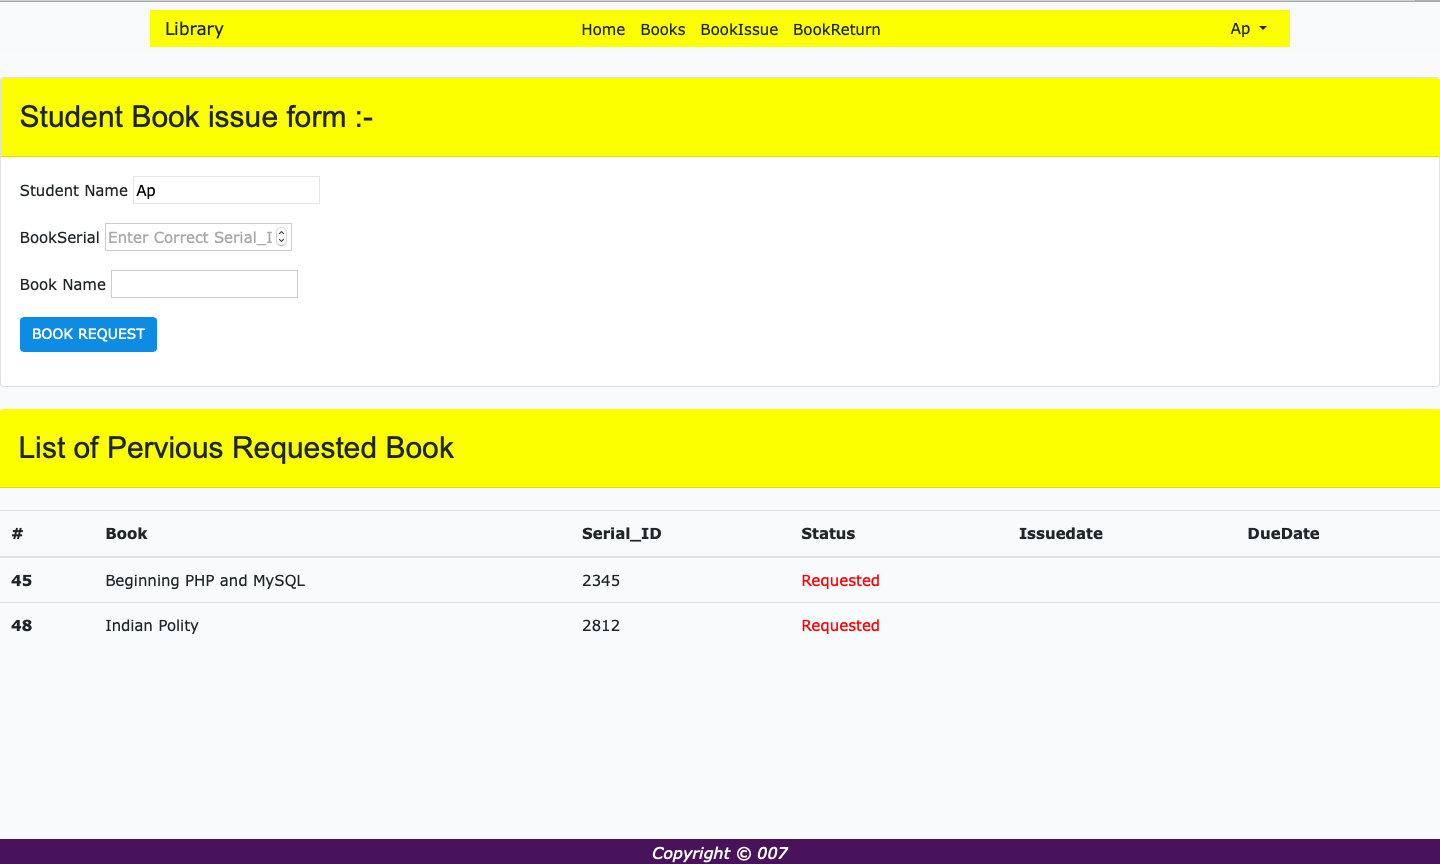 Library Home Books BookIssue BookReturn Ap
Student Book issue form :-
Student Name Ap
BookSerial Enter Correct Serial_I
Book Name
BOOK REQUEST
List of Pervious Requested Book
# Book Serial_ID Status Issuedate DueDate
45 Beginning PHP and MySQL 2345 Requested
48 Indian Polity 2812 Requested
Copyright © 007